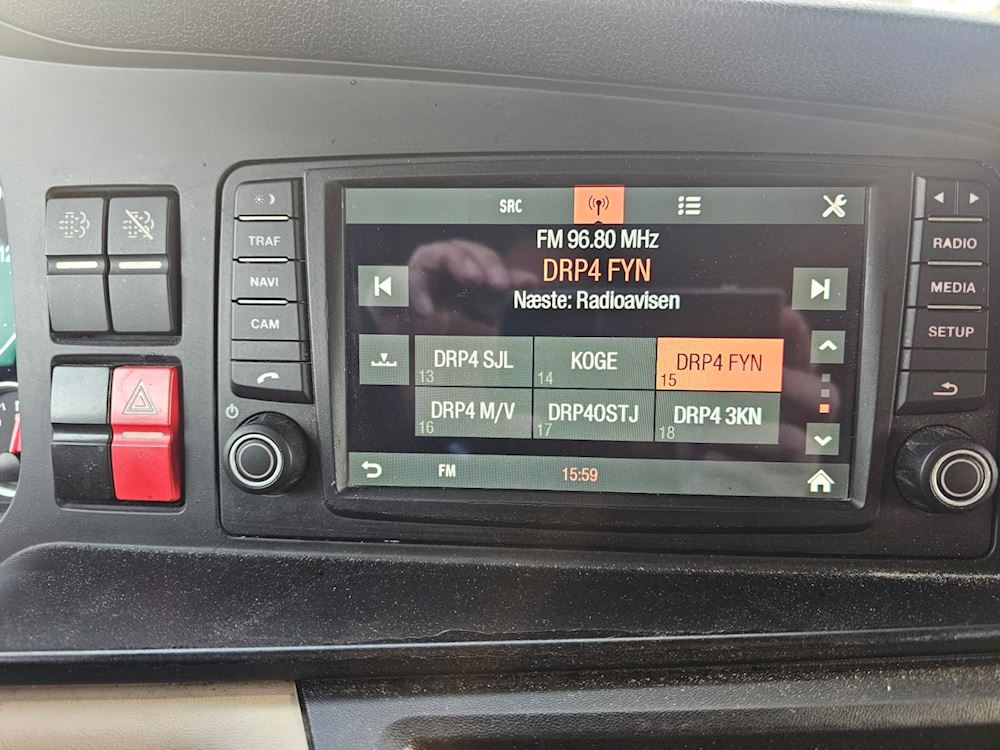 SRC
FM 96.80 MHz
DRP4 FYN
Næste: Radioavisen
DRP4 SJL
13
KOGE
14
DRP4 FYN
15
DRP4 M/V
16
DRP4OSTJ
17
DRP4 3KN
18
FM
15:59
TRAF
NAVI
CAM
RADIO
MEDIA
SETUP